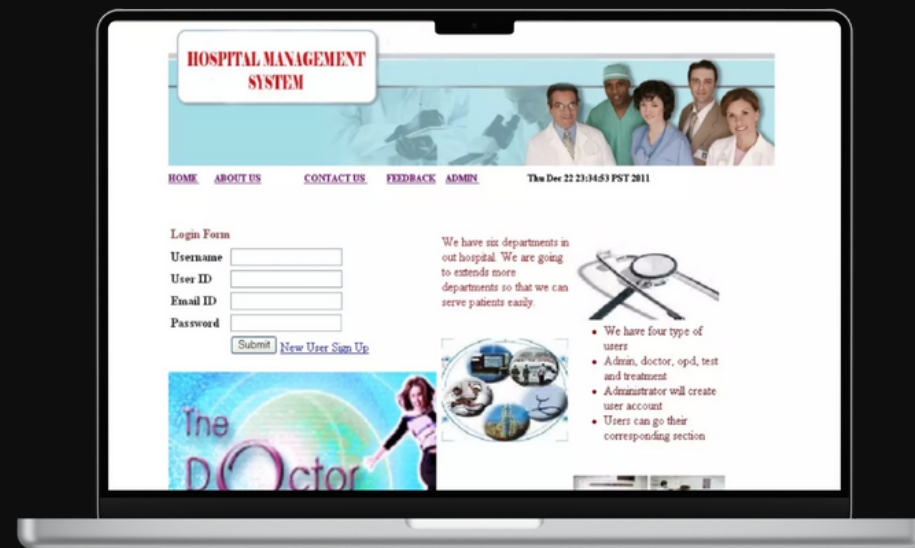 HOSPITAL MANAGEMENT
SYSTEM
HOME ABOUT US CONTACT US FEEDBACK ADMIN Thu Dec 22 23:34:53 PST 2011
Login Form
Username
User ID
Email ID
Password
Submit New User Sign Up
The
Doctor
We have six departments in
out hospital. We are going
to extends more
departments so that we can
serve patients easily.
• We have four type of
users
• Admin, doctor, opd, test
and treatment
• Administrator will create
user account
• Users can go their
corresponding section